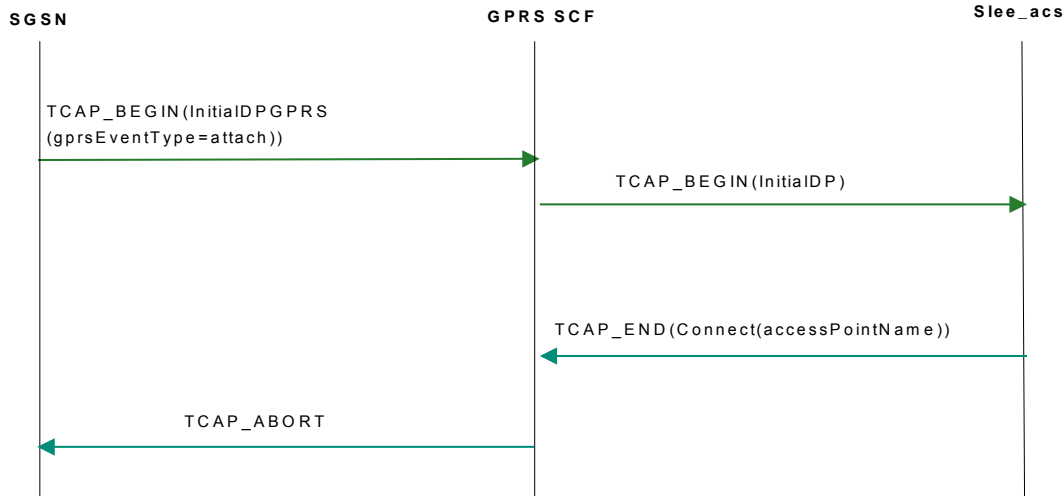 SGSN
GPRS SCF
Slee_acs
TCAP_BEGIN(InitialDPGPRS
(gprsEventType=attach))
TCAP_BEGIN(InitialDP)
TCAP_END(Connect(accessPointName))
TCAP_ABORT